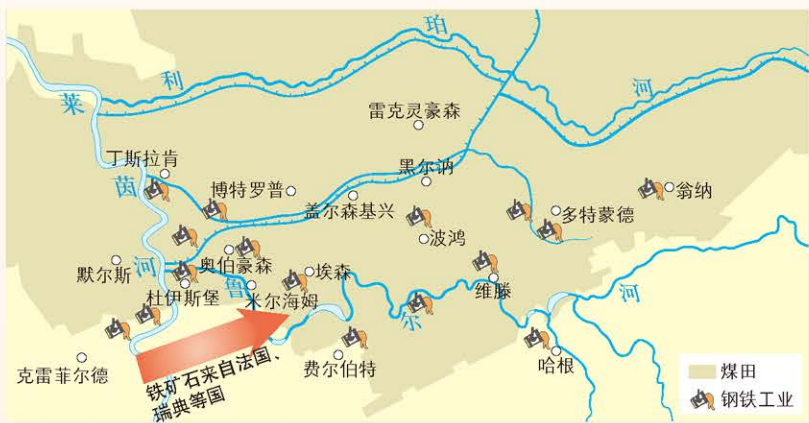 利
珀
河
莱
茵
河
雷克灵豪森
丁斯拉肯
博特罗普
黑尔讷
翁纳
盖尔森基兴
多特蒙德
波鸿
默尔斯
奥伯豪森
埃森
杜伊斯堡
鲁
尔
河
米尔海姆
维滕
克雷菲尔德
费尔伯特
哈根
铁矿石来自法国、
瑞典等国
煤田
钢铁工业